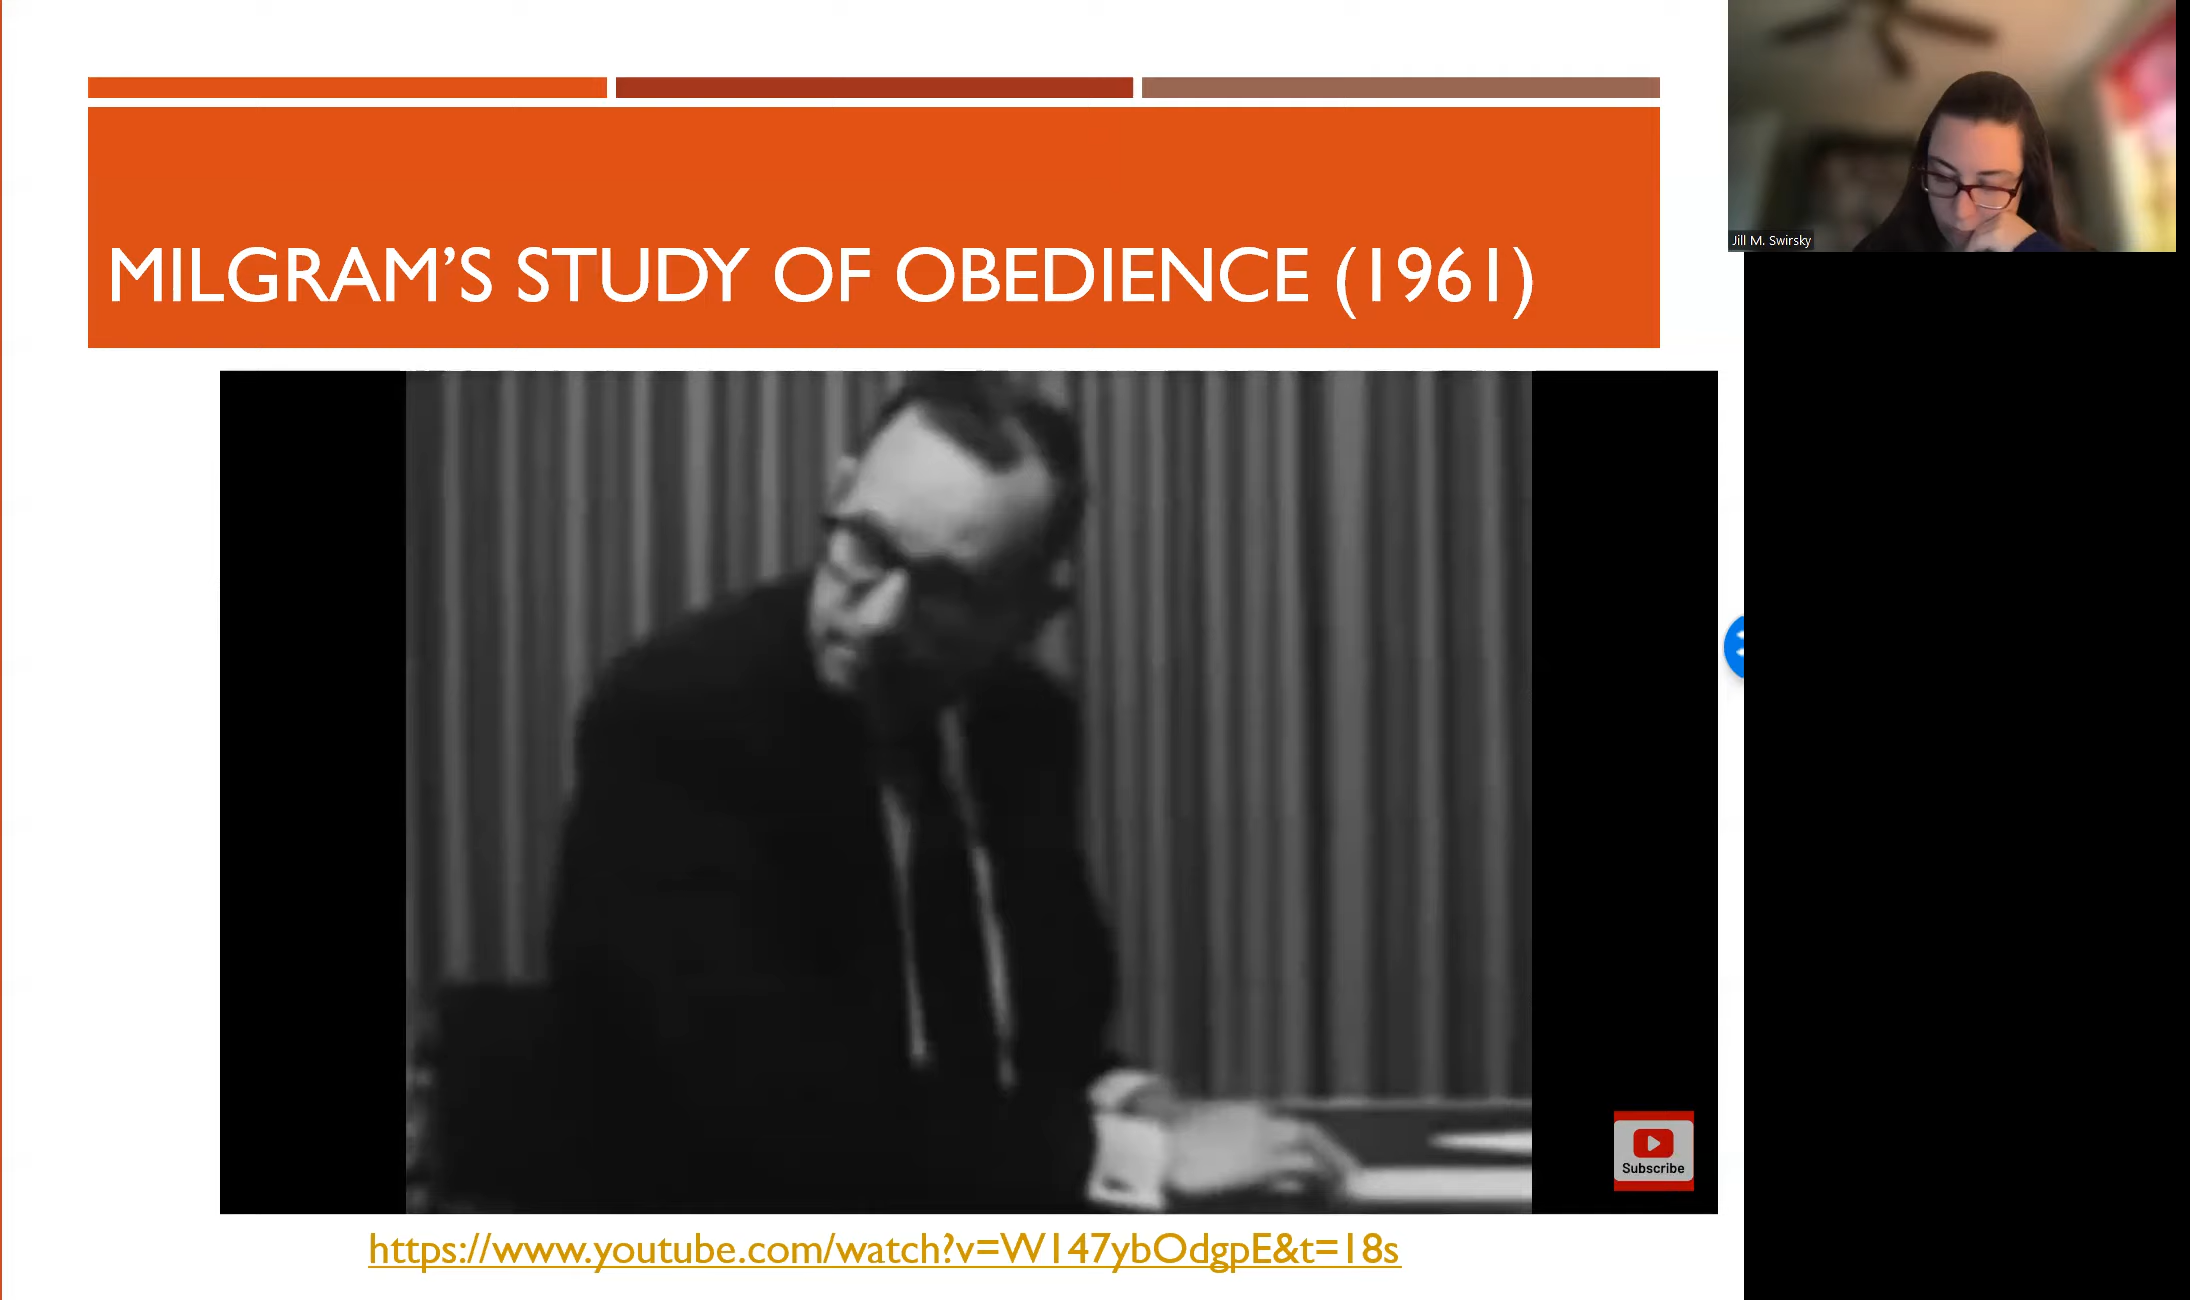 MILGRAM'S STUDY OF OBEDIENCE (1961)
Jill M. Swirsky
Subscribe
https://www.youtube.com/watch?v=W147ybOdgpE&t=18s